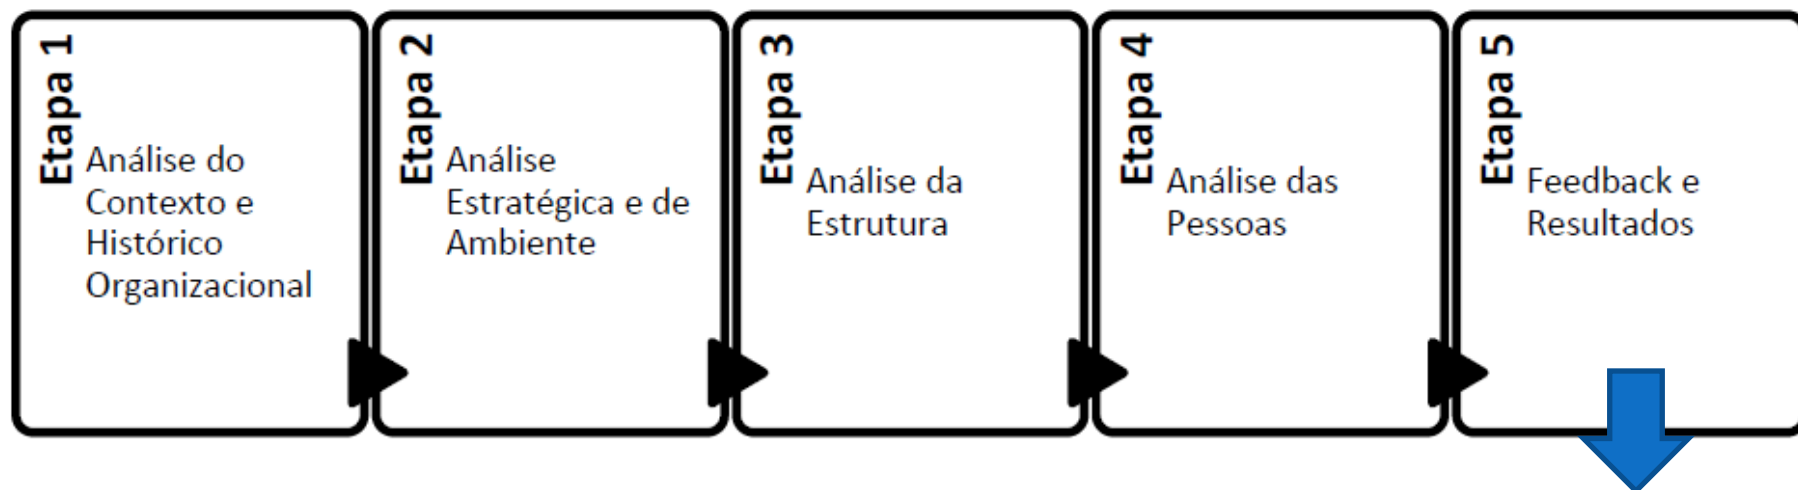 Etapa 1
Análise do
Contexto e
Histórico
Organizacional
Etapa 2
Análise
Estratégica e de
Ambiente
Etapa 3
Análise da
Estrutura
Etapa 4
Análise das
Pessoas
Etapa 5
Feedback e
Resultados